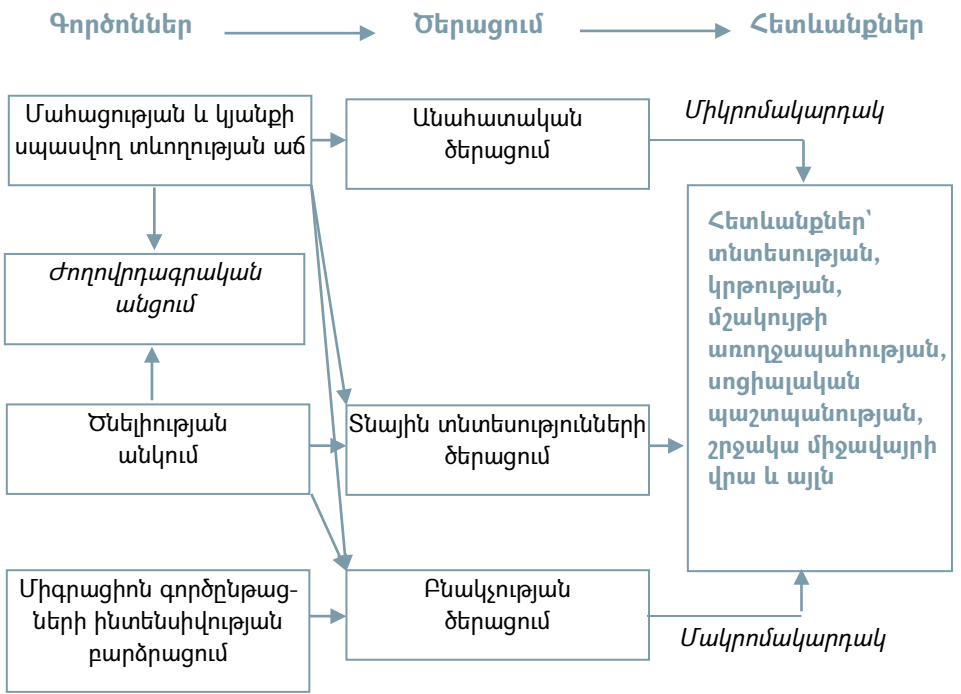 Գործոններ
Ծերացում
Հետևանքներ
Մահացության և կյանքի
սպասվող տևողության աճ
Անահատական
ծերացում
Միկրոմակարդակ
Ժողովրդագրական
անցում
Հետևանքներ՝
տնտեսության,
կրթության,
մշակույթի
առողջապահության,
սոցիալական
պաշտպանության,
շրջակա միջավայրի
վրա և այլն
Ծնելիության
անկում
Տնային տնտեսությունների
ծերացում
Միգրացիոն գործընթաց-
ների ինտենսիվության
բարձրացում
Բնակչության
ծերացում
Մակրոմակարդակ